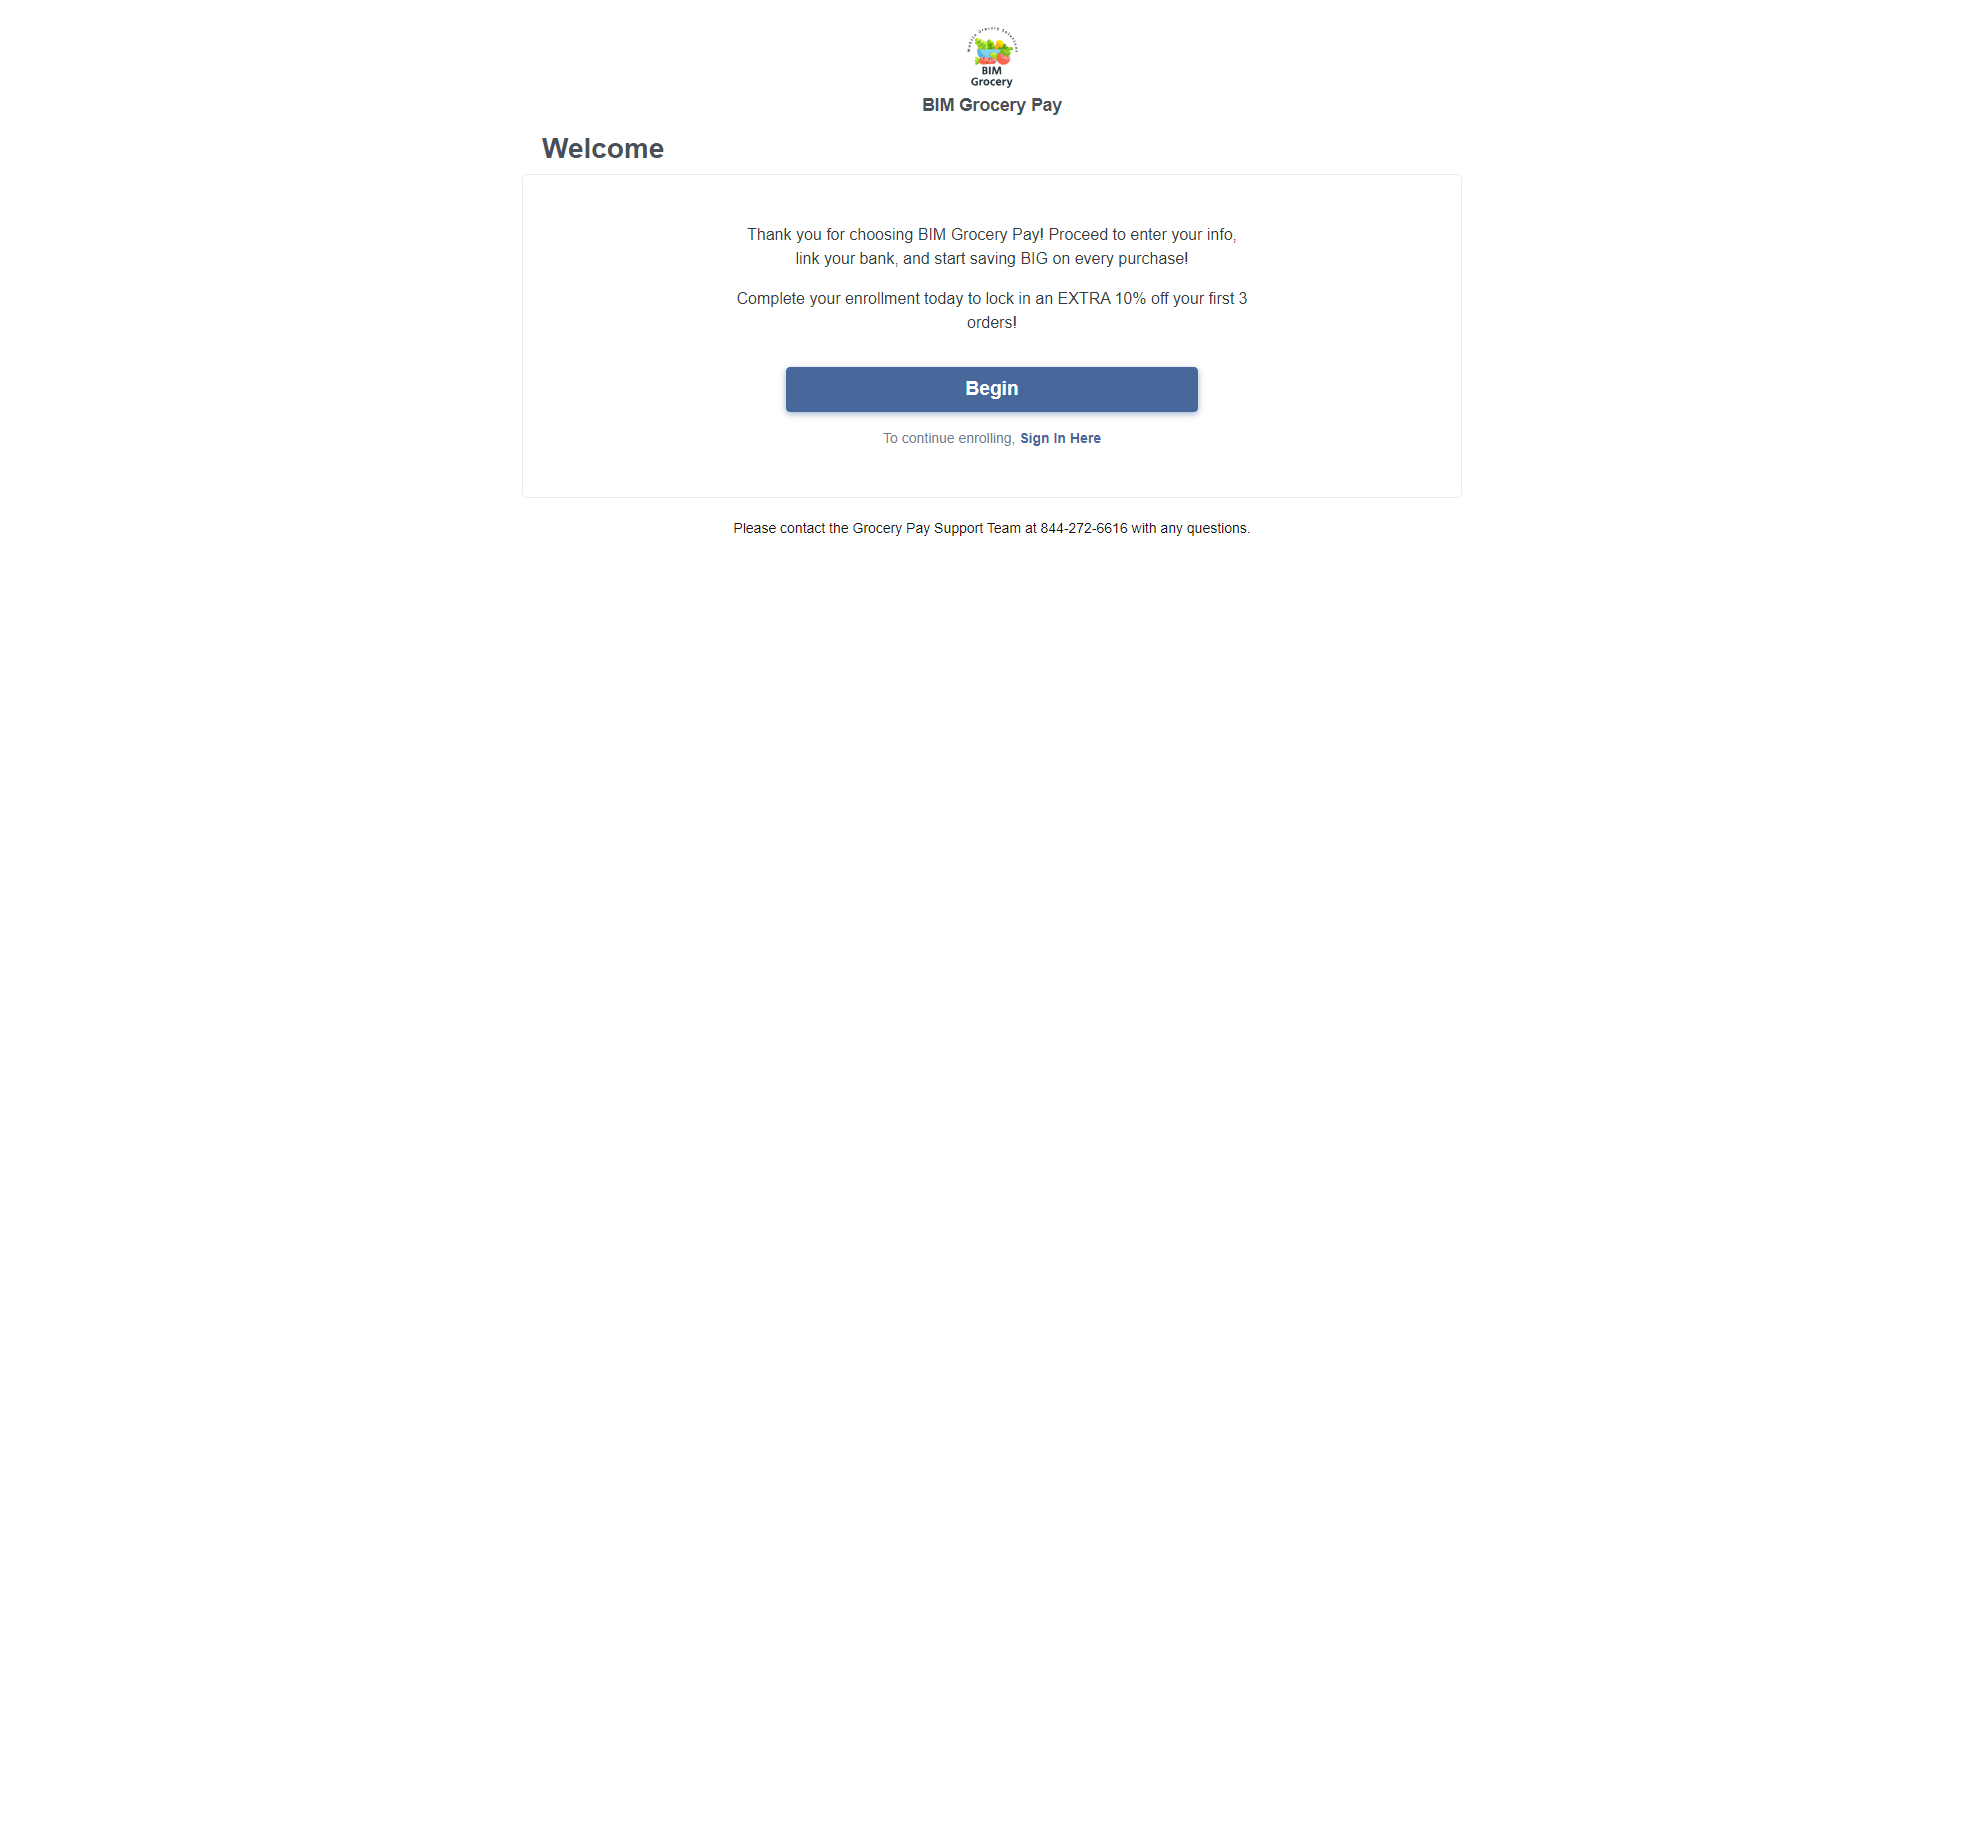 Mobile Grocery Solutions
BIM
Grocery
BIM Grocery Pay
Welcome
Thank you for choosing BIM Grocery Pay! Proceed to enter your info,
link your bank, and start saving BIG on every purchase!
Complete your enrollment today to lock in an EXTRA 10% off your first 3
orders!
Begin
To continue enrolling, Sign In Here
Please contact the Grocery Pay Support Team at 844-272-6616 with any questions.